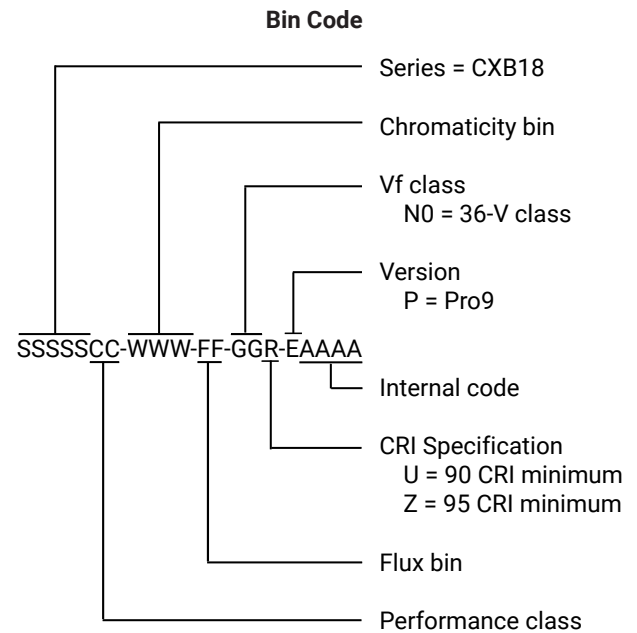 Bin Code
Series = CXB18
Chromaticity bin
Vf class
N0 = 36-V class
Version
P = Pro9
SSSSSCC-WWW-FF-GGR-EAAAA
Internal code
CRI Specification
U = 90 CRI minimum
Z = 95 CRI minimum
Flux bin
Performance class